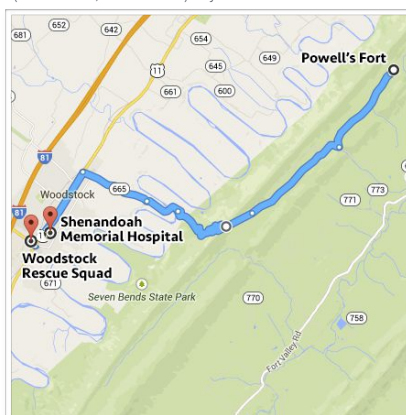 681
642
652
654
649
11
645
Powell's Fort
600
661
81
Woodstock
665
773
771
81
Shenandoah
Memorial Hospital
Woodstock
Rescue Squad
671
Seven Bends State Park
770
758
Fort Valley Rd